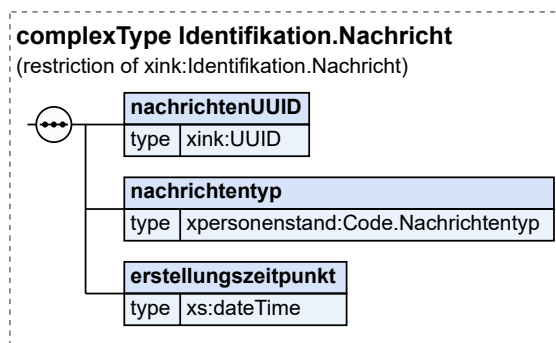 complexType Identifikation.Nachricht
(restriction of xink:Identifikation.Nachricht)
nachrichtenUUID
type xink:UUID
nachrichtentyp
type xpersonenstand:Code.Nachrichtentyp
erstellungszeitpunkt
type xs:dateTime